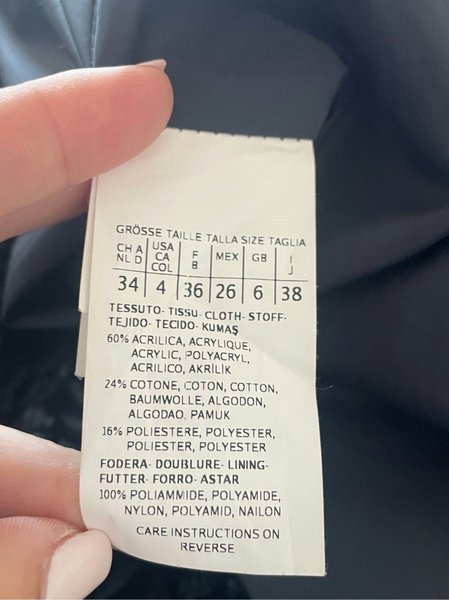 GRÖSSE TAILLE TALLA SIZE TAGLIA
CH A NL D USA CA COL F B MEX GB I J
34 4 36 26 6 38
TESSUTO- TISSU- CLOTH- STOFF-
TEJIDO- TECIDO- KUMAŞ
60% ACRILICA, ACRYLIQUE,
ACRYLIC, POLYACRYL,
ACRILICO, AKRİLİK
24% COTONE, COTON, COTTON,
BAUMWOLLE, ALGODON,
ALGODAO, PAMUK
16% POLIESTERE, POLYESTER,
POLIESTER, POLYESTER
FODERA- DOUBLURE- LINING-
FUTTER- FORRO- ASTAR
100% POLIAMMIDE, POLYAMIDE,
NYLON, POLYAMID, NAILON
CARE INSTRUCTIONS ON
REVERSE